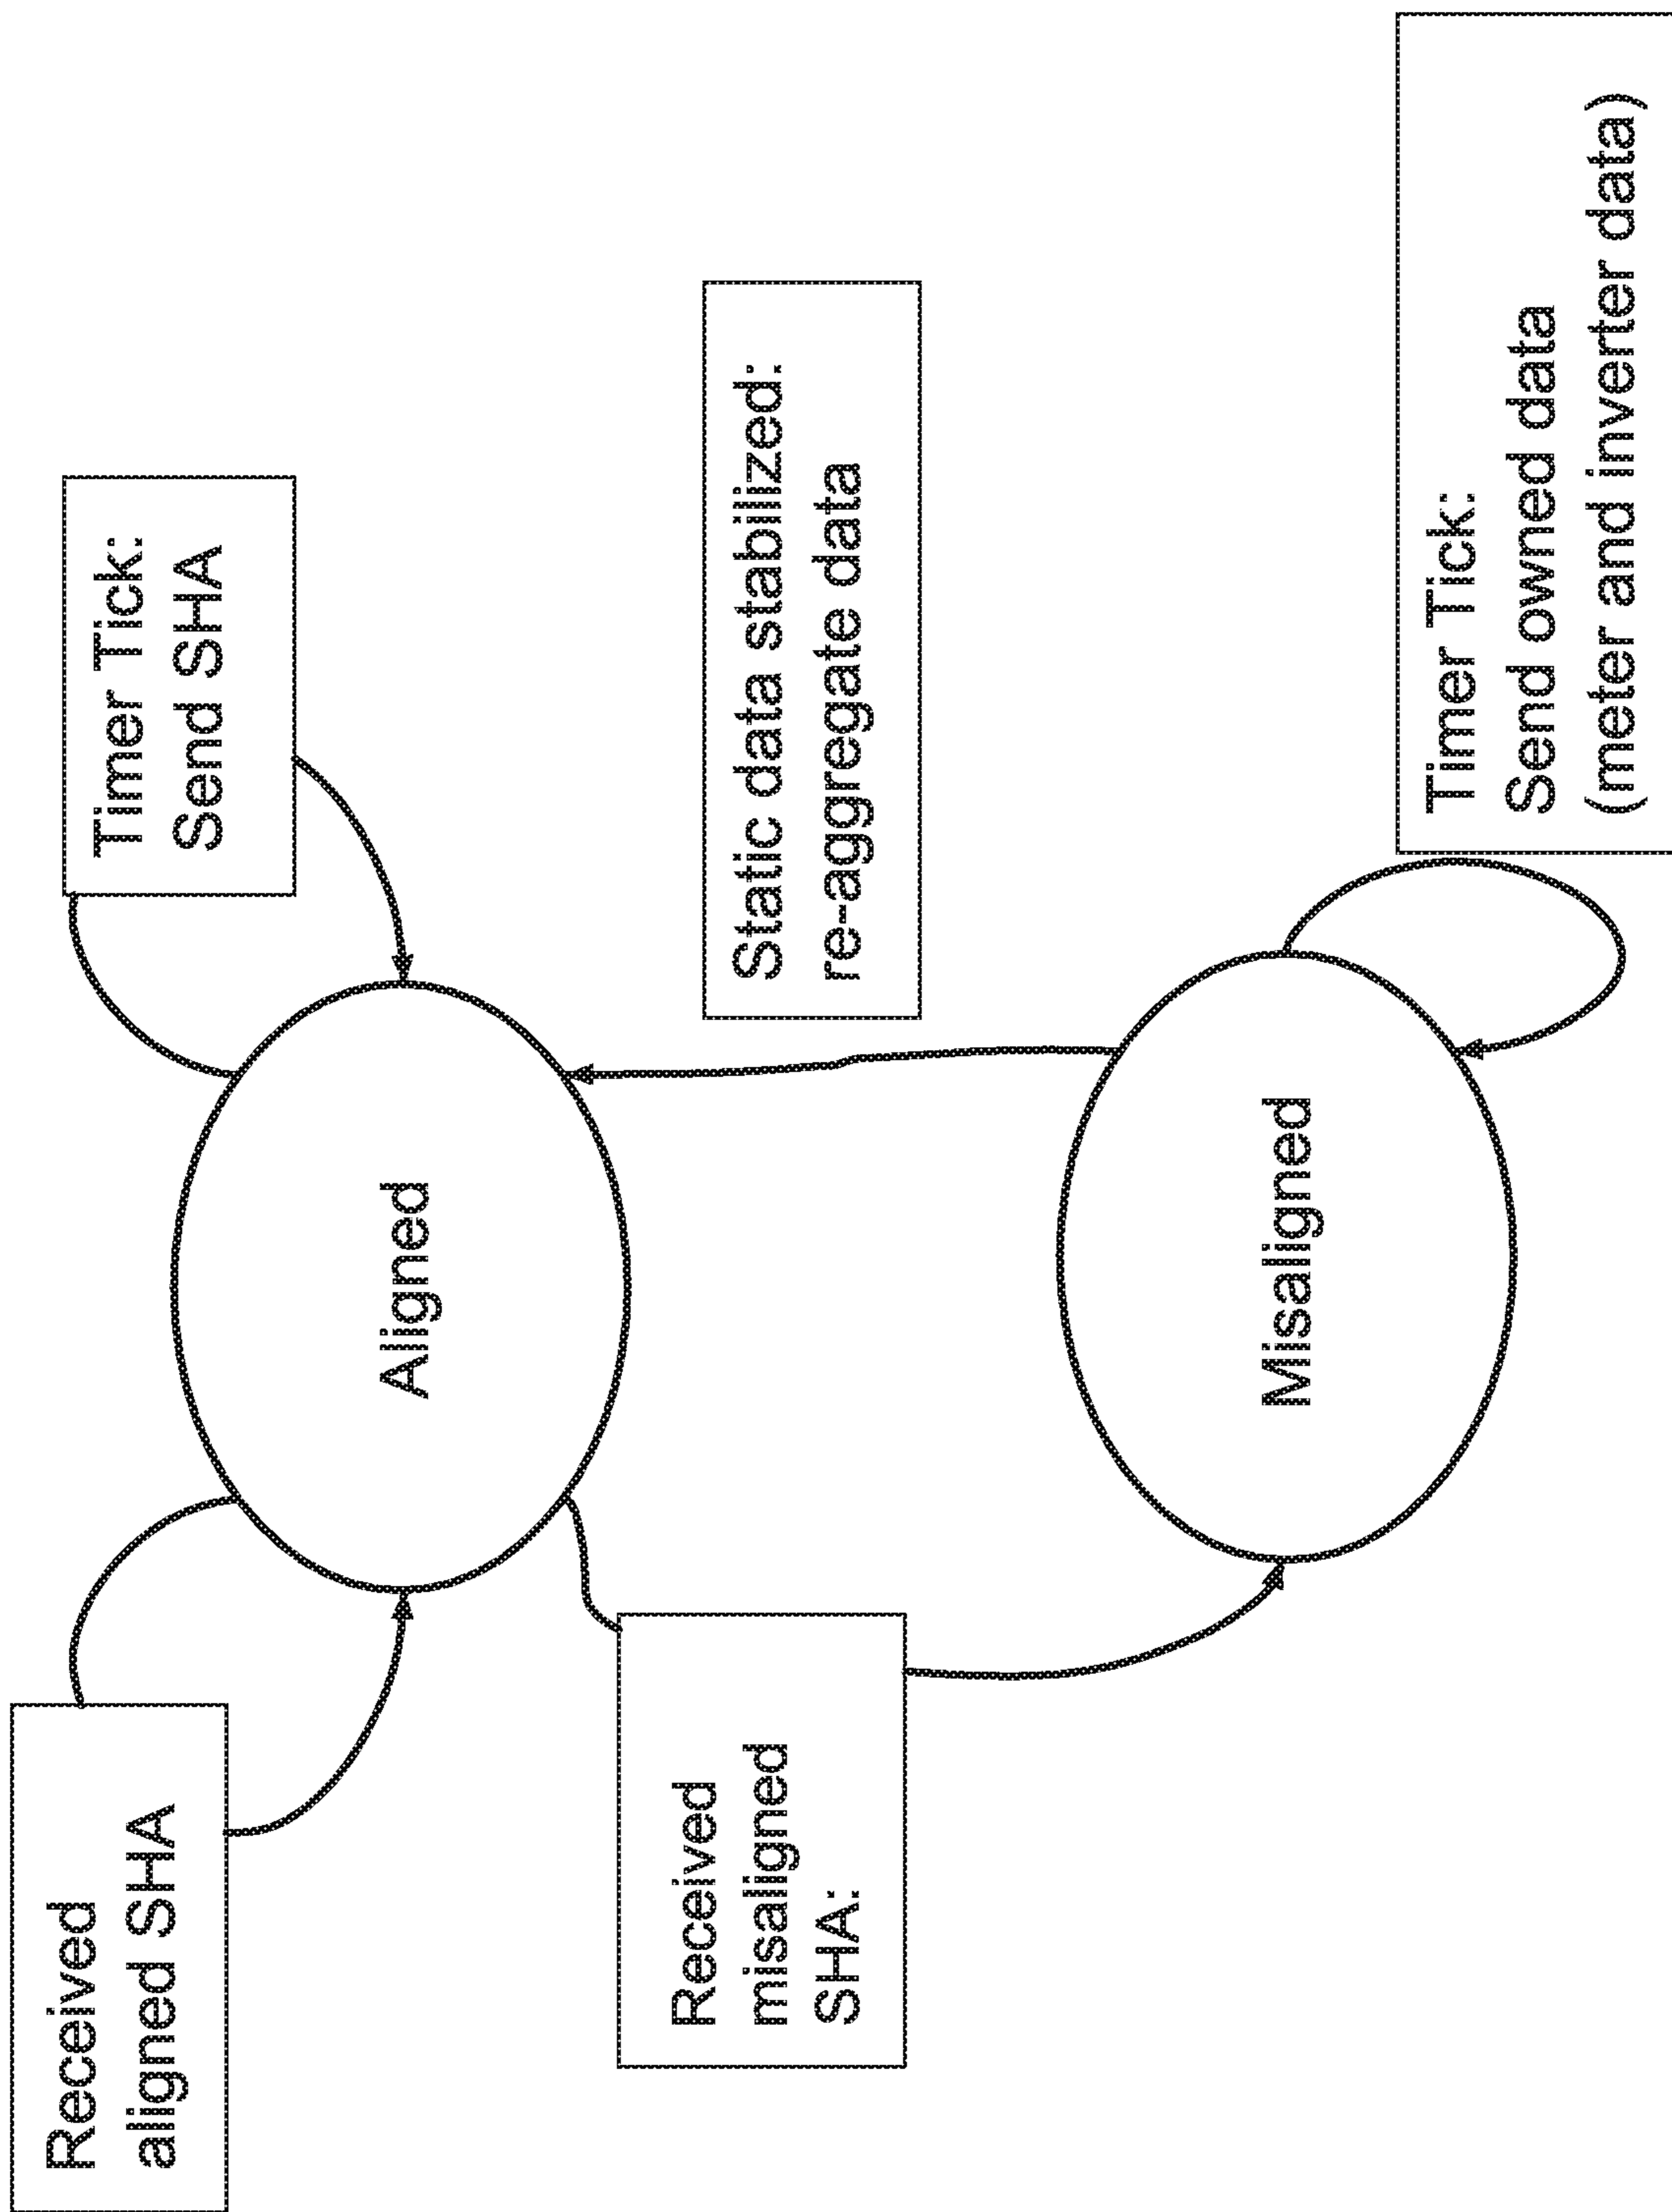 Received
aligned SHA
Timer Tick:
Send SHA
Aligned
Received
misaligned
SHA:
Static data stabilized:
re-aggregate data
Misaligned
Timer Tick:
Send owned data
(meter and inverter data)